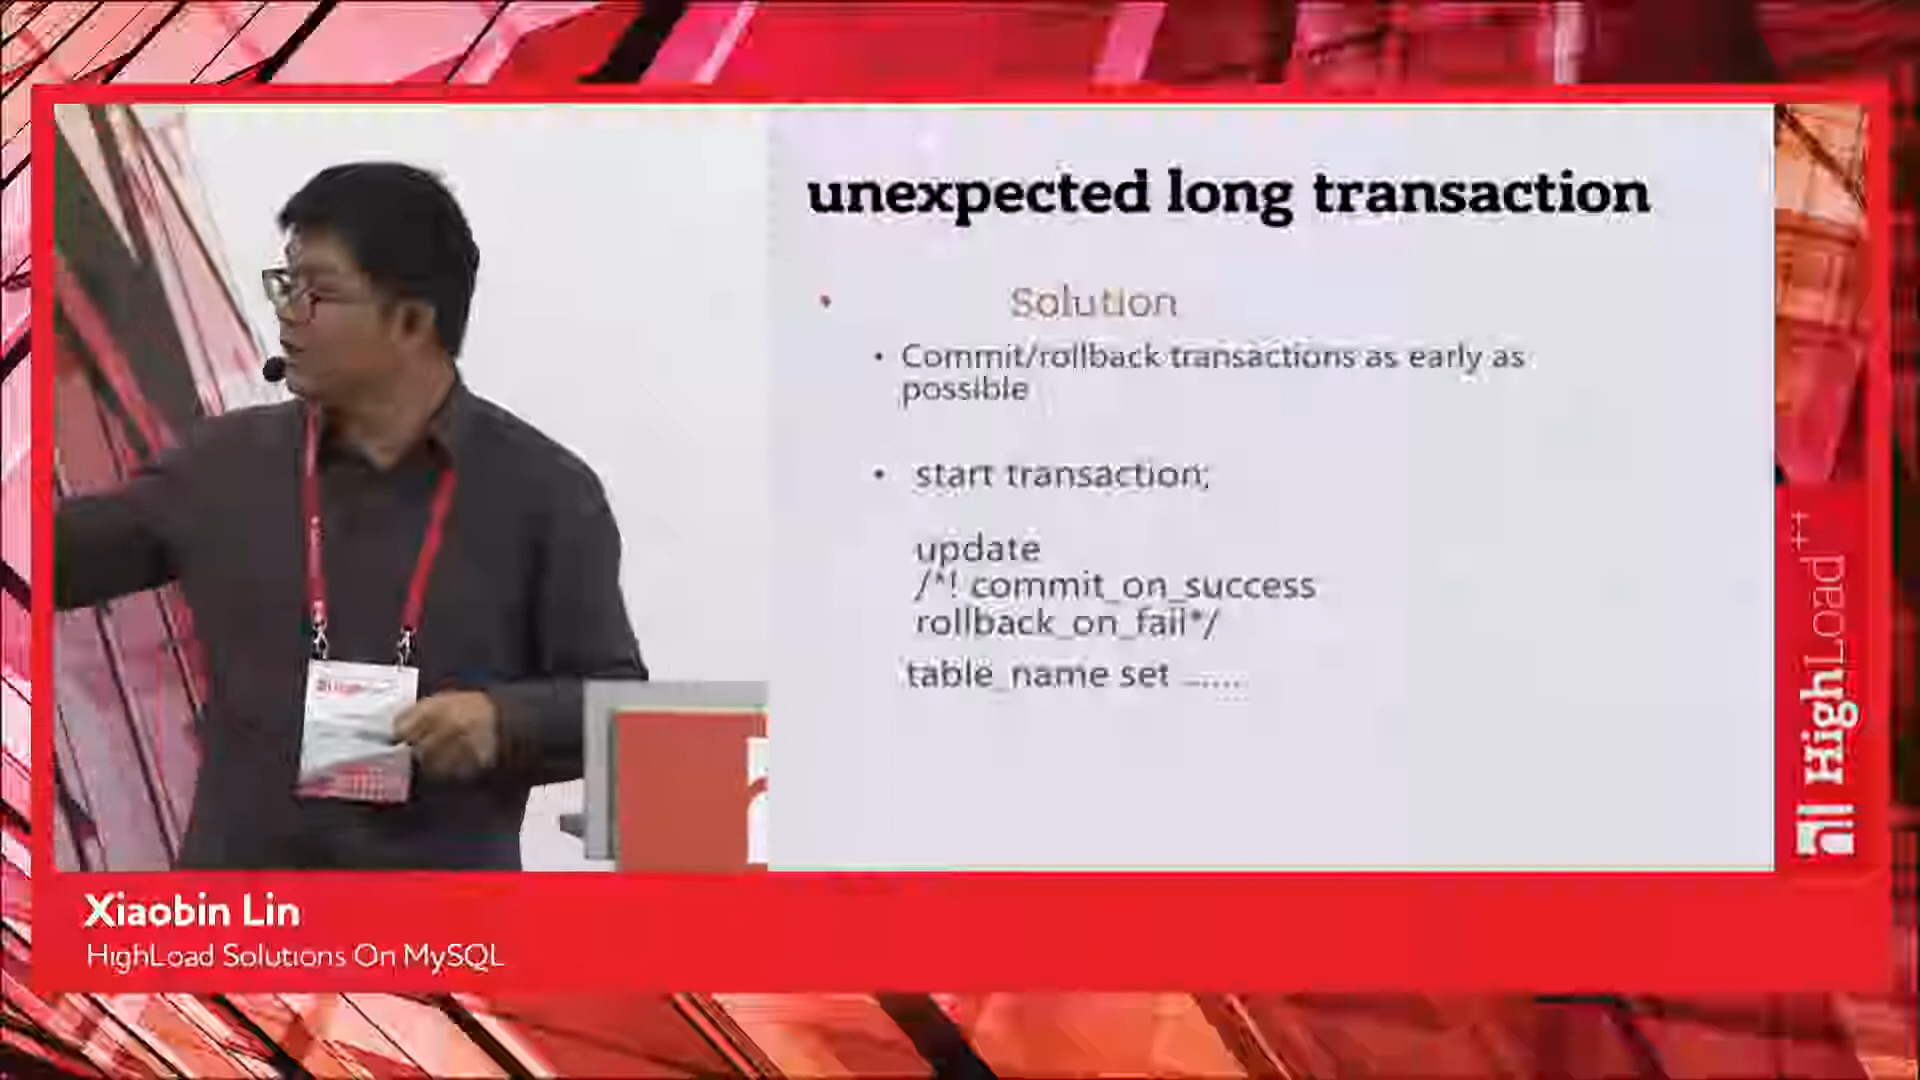 unexpected long transaction
• Solution
• Commit/rollback transactions as early as
possible
• start transaction;
update
/*! commit_on_success
rollback_on_fail*/
table_name set ......
HighLoad++
Xiaobin Lin
HighLoad Solutions On MySQL